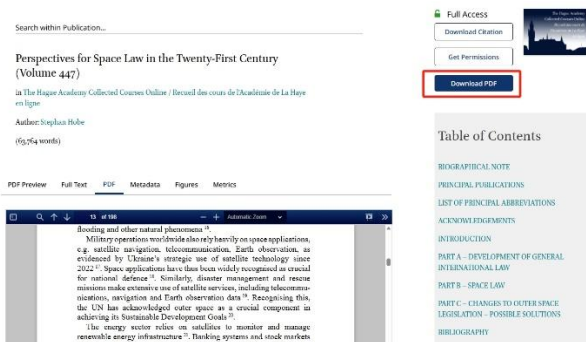 Search within Publication...
Perspectives for Space Law in the Twenty-First Century
(Volume 447)
in The Hague Academy Collected Courses Online / Recueil des cours de l'Académie de La Haye
en ligne
Author: Stephan Hobe
(63,764 words)
Full Access
Download Citation
Get Permissions
Download PDF
PDF Preview Full Text PDF Metadata Figures Metrics
13 of 198
Automatic Zoom
flooding and other natural phenomena
Military operations worldwide also rely heavily on space applications,
e.g. satellite navigation, telecommunication, Earth observation, as
evidenced by Ukraine's strategic use of satellite technology since
2022 . Space applications have thus been widely recognised as crucial
for national defence . Similarly, disaster management and rescue
missions make extensive use of satellite services, including telecommu-
nications, navigation and Earth observation data . Recognising this,
the UN has acknowledged outer space as a crucial component in
achieving its Sustainable Development Goals .
The energy sector relies on satellites to monitor and manage
renewable energy infrastructure . Banking systems and stock markets
Table of Contents
BIOGRAPHICAL NOTE
PRINCIPAL PUBLICATIONS
LIST OF PRINCIPAL ABBREVIATIONS
ACKNOWLEDGEMENTS
INTRODUCTION
PART A – DEVELOPMENT OF GENERAL
INTERNATIONAL LAW
PART B – SPACE LAW
PART C – CHANGES TO OUTER SPACE
LEGISLATION – POSSIBLE SOLUTIONS
BIBLIOGRAPHY